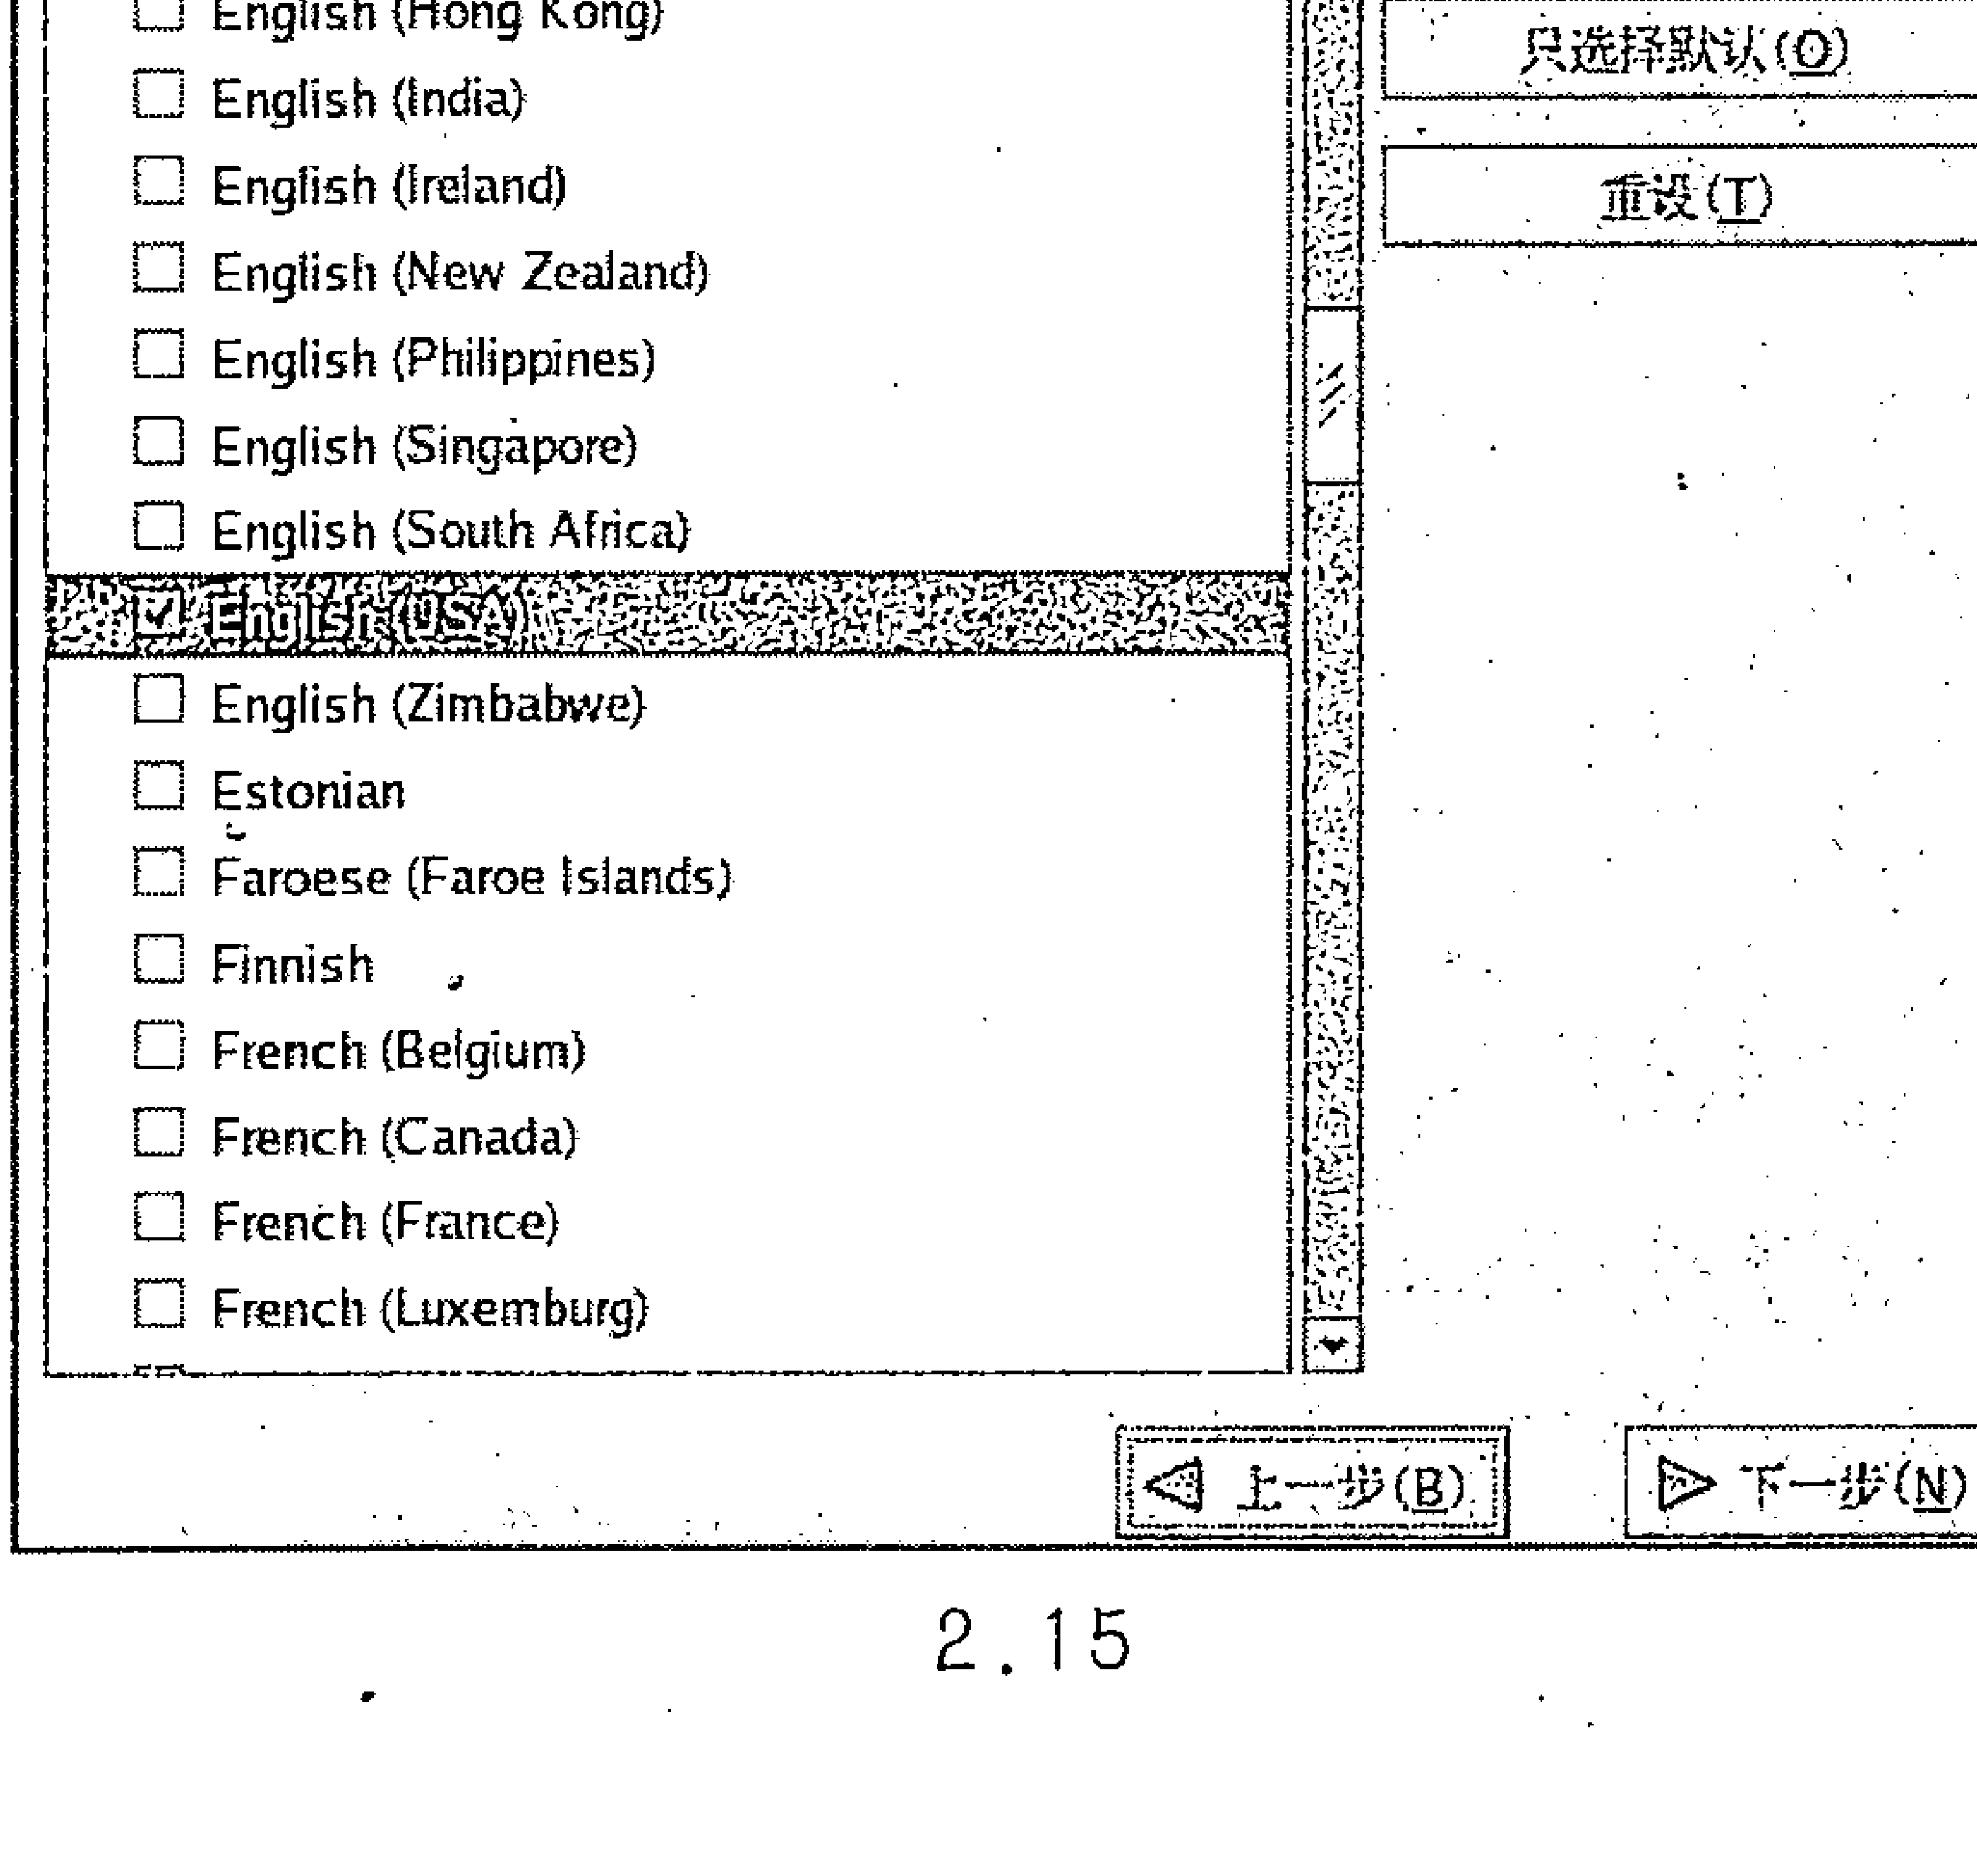 English (Hong Kong)
English (India)
English (Ireland)
English (New Zealand)
English (Philippines)
English (Singapore)
English (South Africa)
English (USA)
English (Zimbabwe)
Estonian
Faroese (Faroe Islands)
Finnish
French (Belgium)
French (Canada)
French (France)
French (Luxemburg)
只选择默认(O)
重设(T)
上一步(B)
下一步(N)
2.15